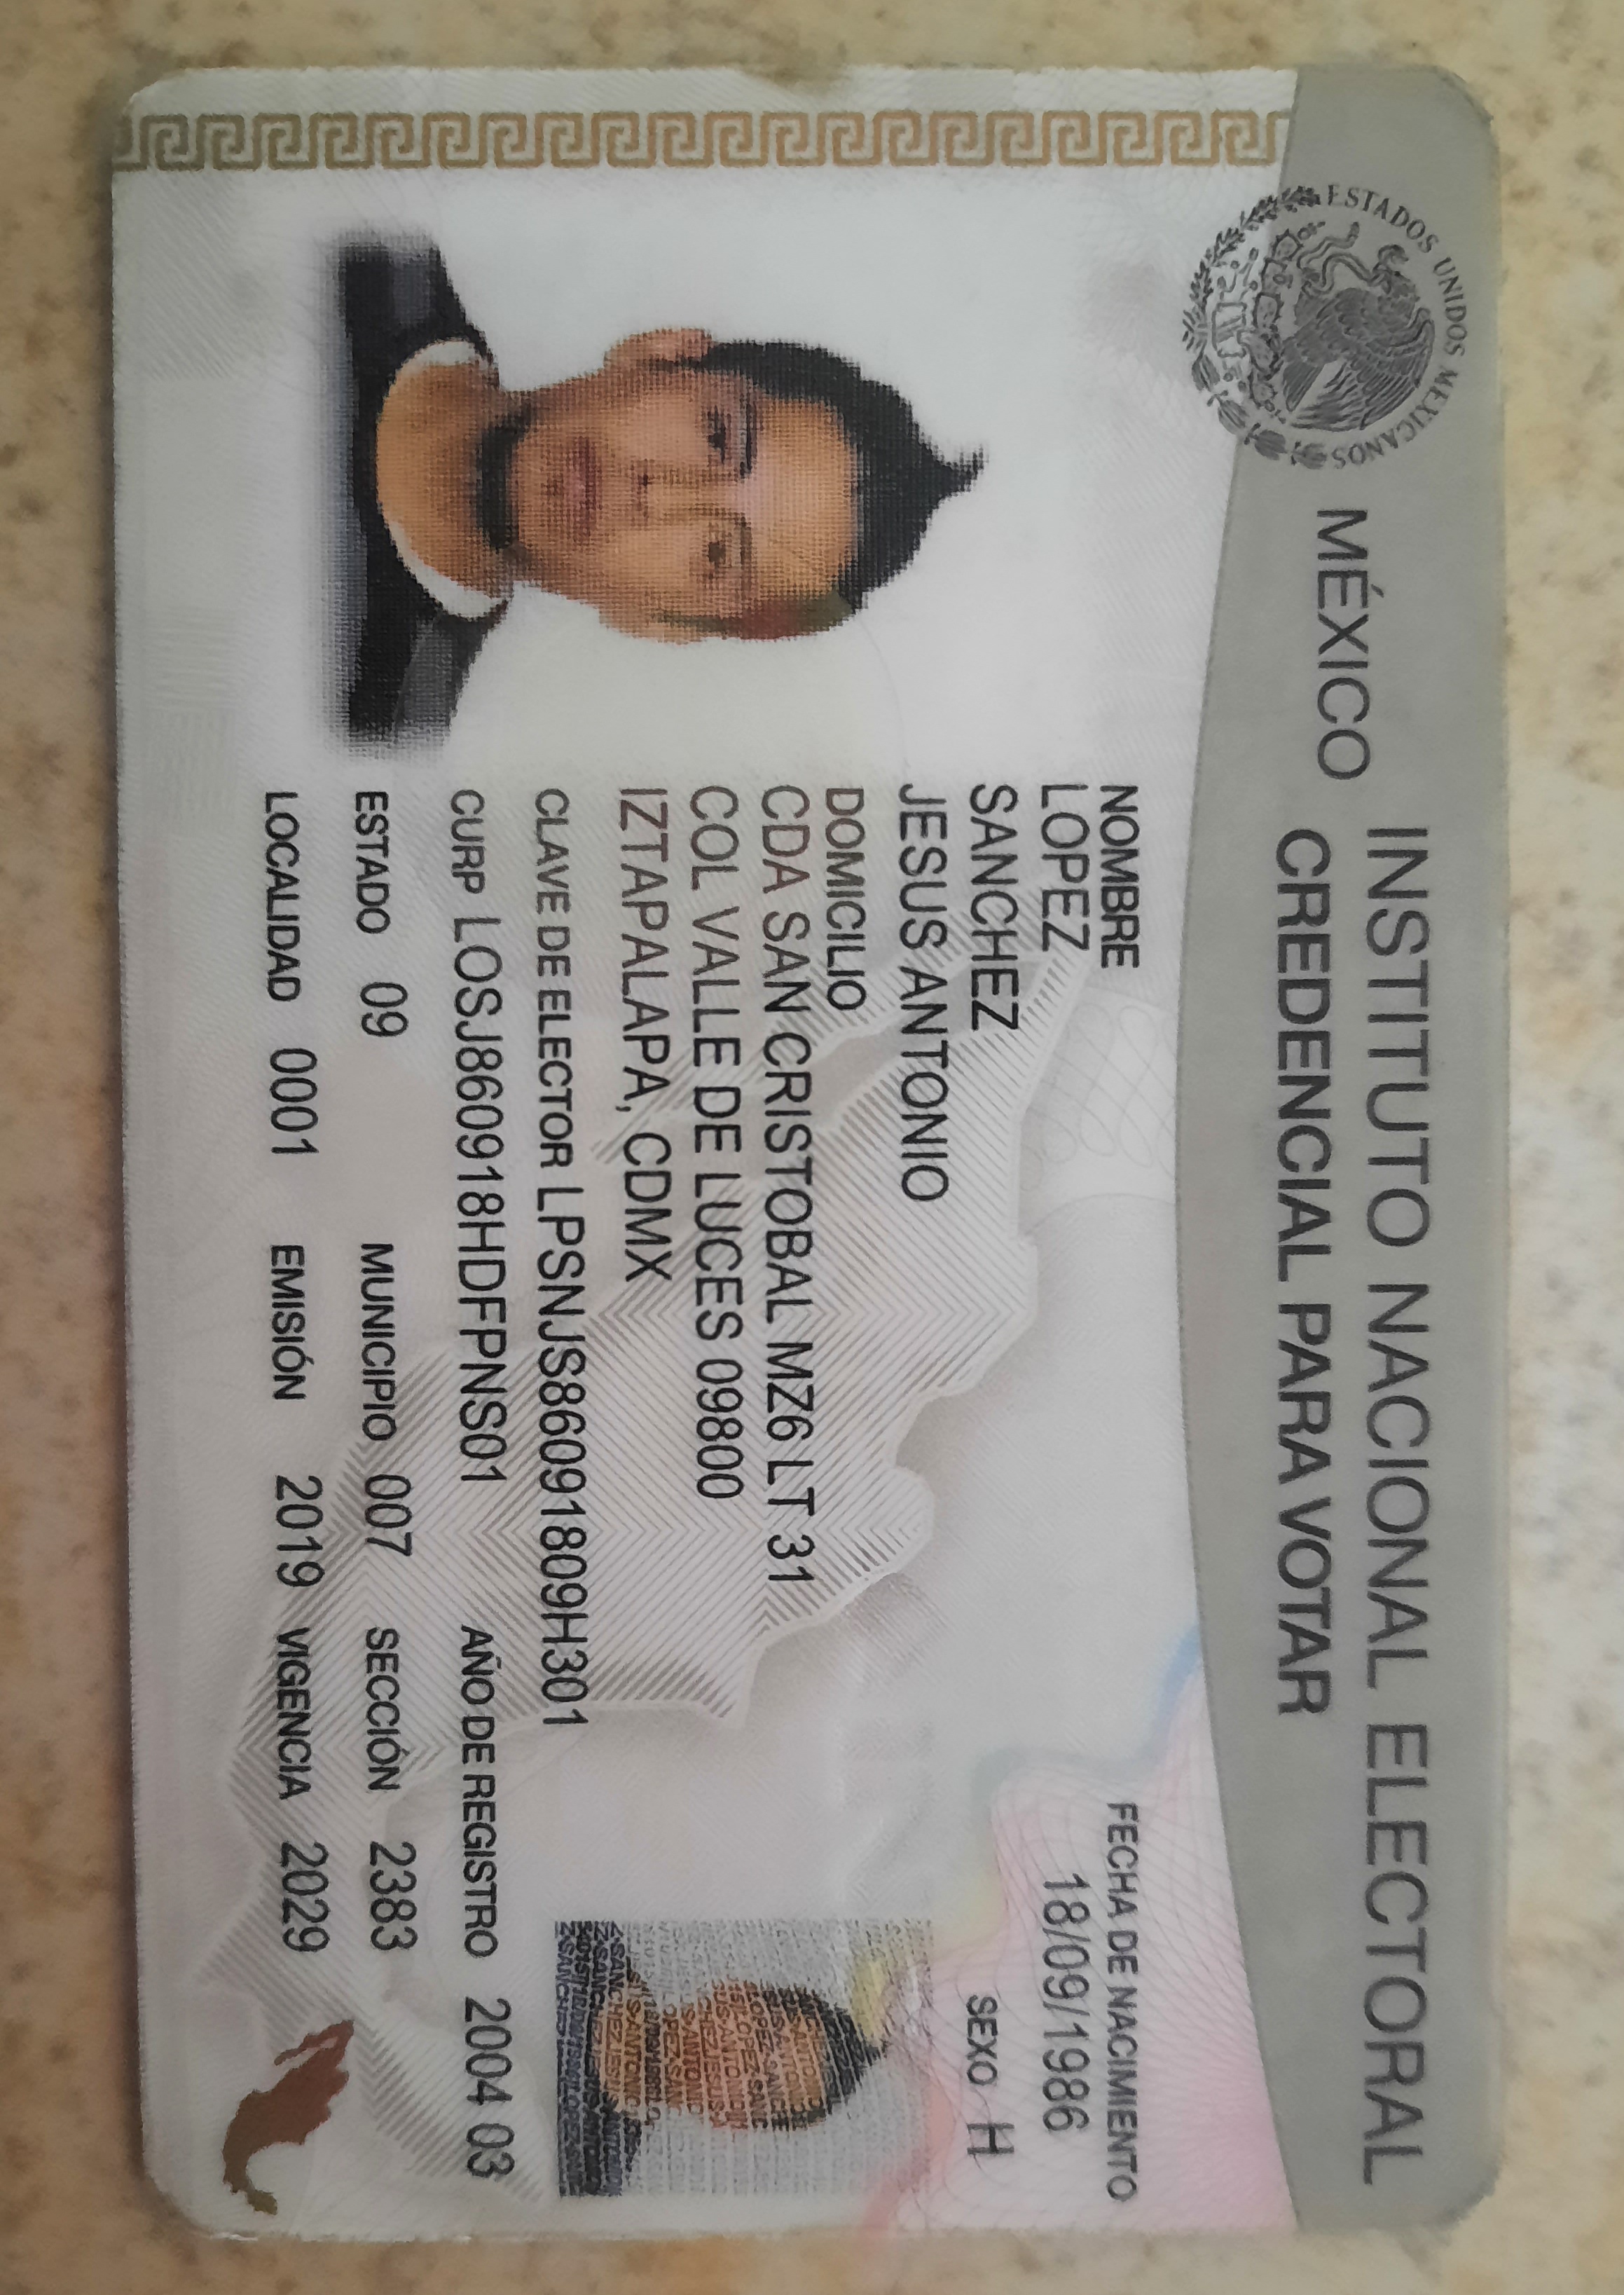 ESTADOS UNIDOS MEXICANOS
MÉXICO INSTITUTO NACIONAL ELECTORAL
CREDENCIAL PARA VOTAR
NOMBRE
LOPEZ
SANCHEZ
JESUS ANTONIO
FECHA DE NACIMIENTO
18/09/1986
SEXO H
DOMICILIO
CDA SAN CRISTOBAL MZ6 LT 31
COL VALLE DE LUCES 09800
IZTAPALAPA, CDMX
CLAVE DE ELECTOR LPSNJS86091809H301
CURP LOSJ860918HDFPNS01 AÑO DE REGISTRO 2004 03
ESTADO 09 MUNICIPIO 007 SECCIÓN 2383
LOCALIDAD 0001 EMISIÓN 2019 VIGENCIA 2029